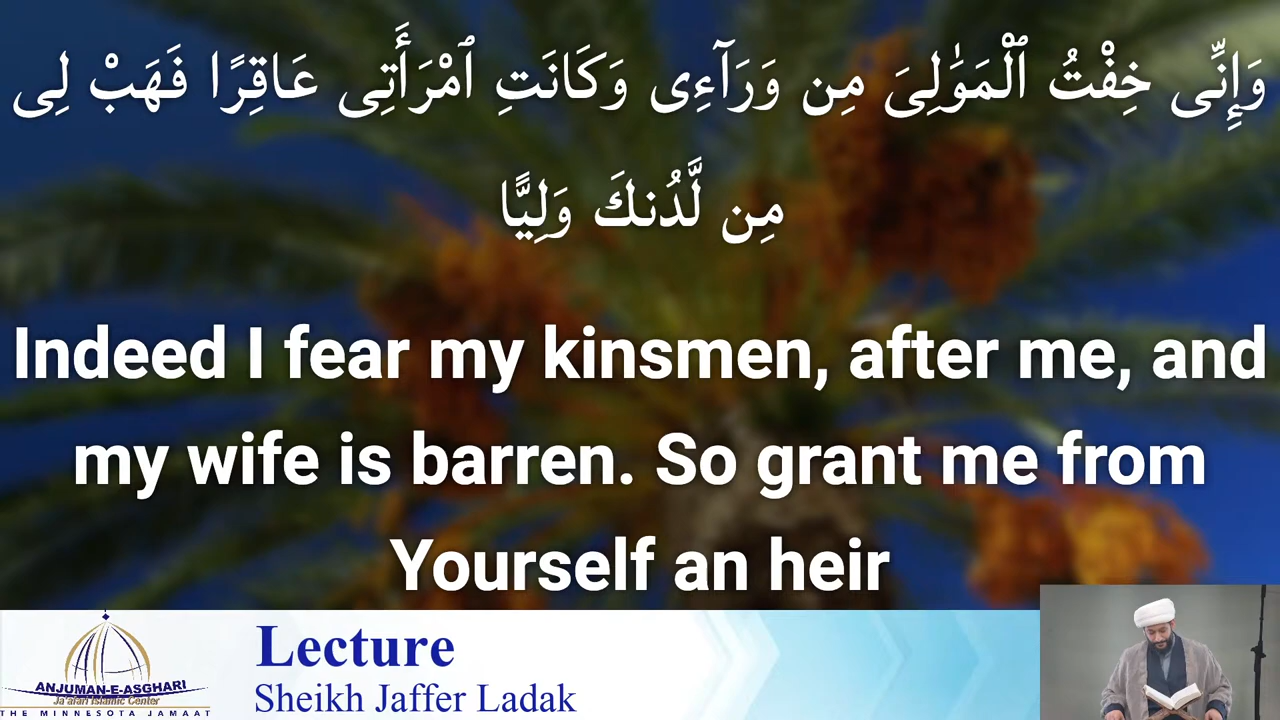 وَإِنِّى خِفْتُ ٱلْمَوَٰلِىَ مِن وَرَآءِى وَكَانَتِ ٱمْرَأَتِى عَاقِرًا فَهَبْ لِى
مِن لَّدُنكَ وَلِيًّا
Indeed I fear my kinsmen, after me, and
my wife is barren. So grant me from
Yourself an heir
Lecture
Sheikh Jaffer Ladak
ANJUMAN-E-ASGHARI
Ja'afari Islamic Center
THE MINNESOTA JAMAAT